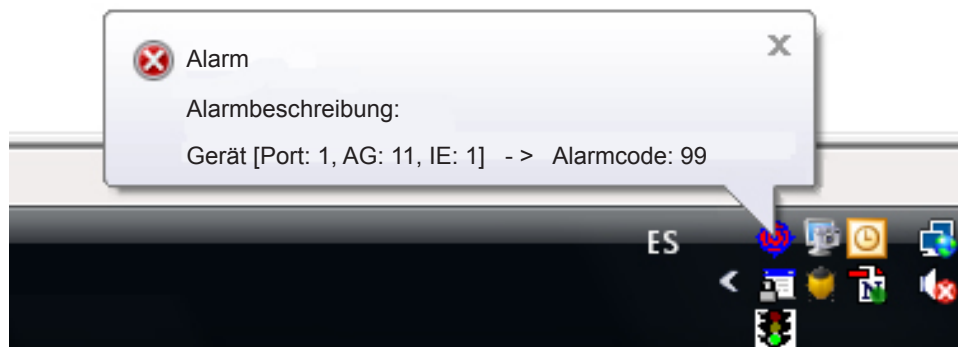 Alarm
Alarmbeschreibung:
Gerät [Port: 1, AG: 11, IE: 1] - > Alarmcode: 99
ES
N